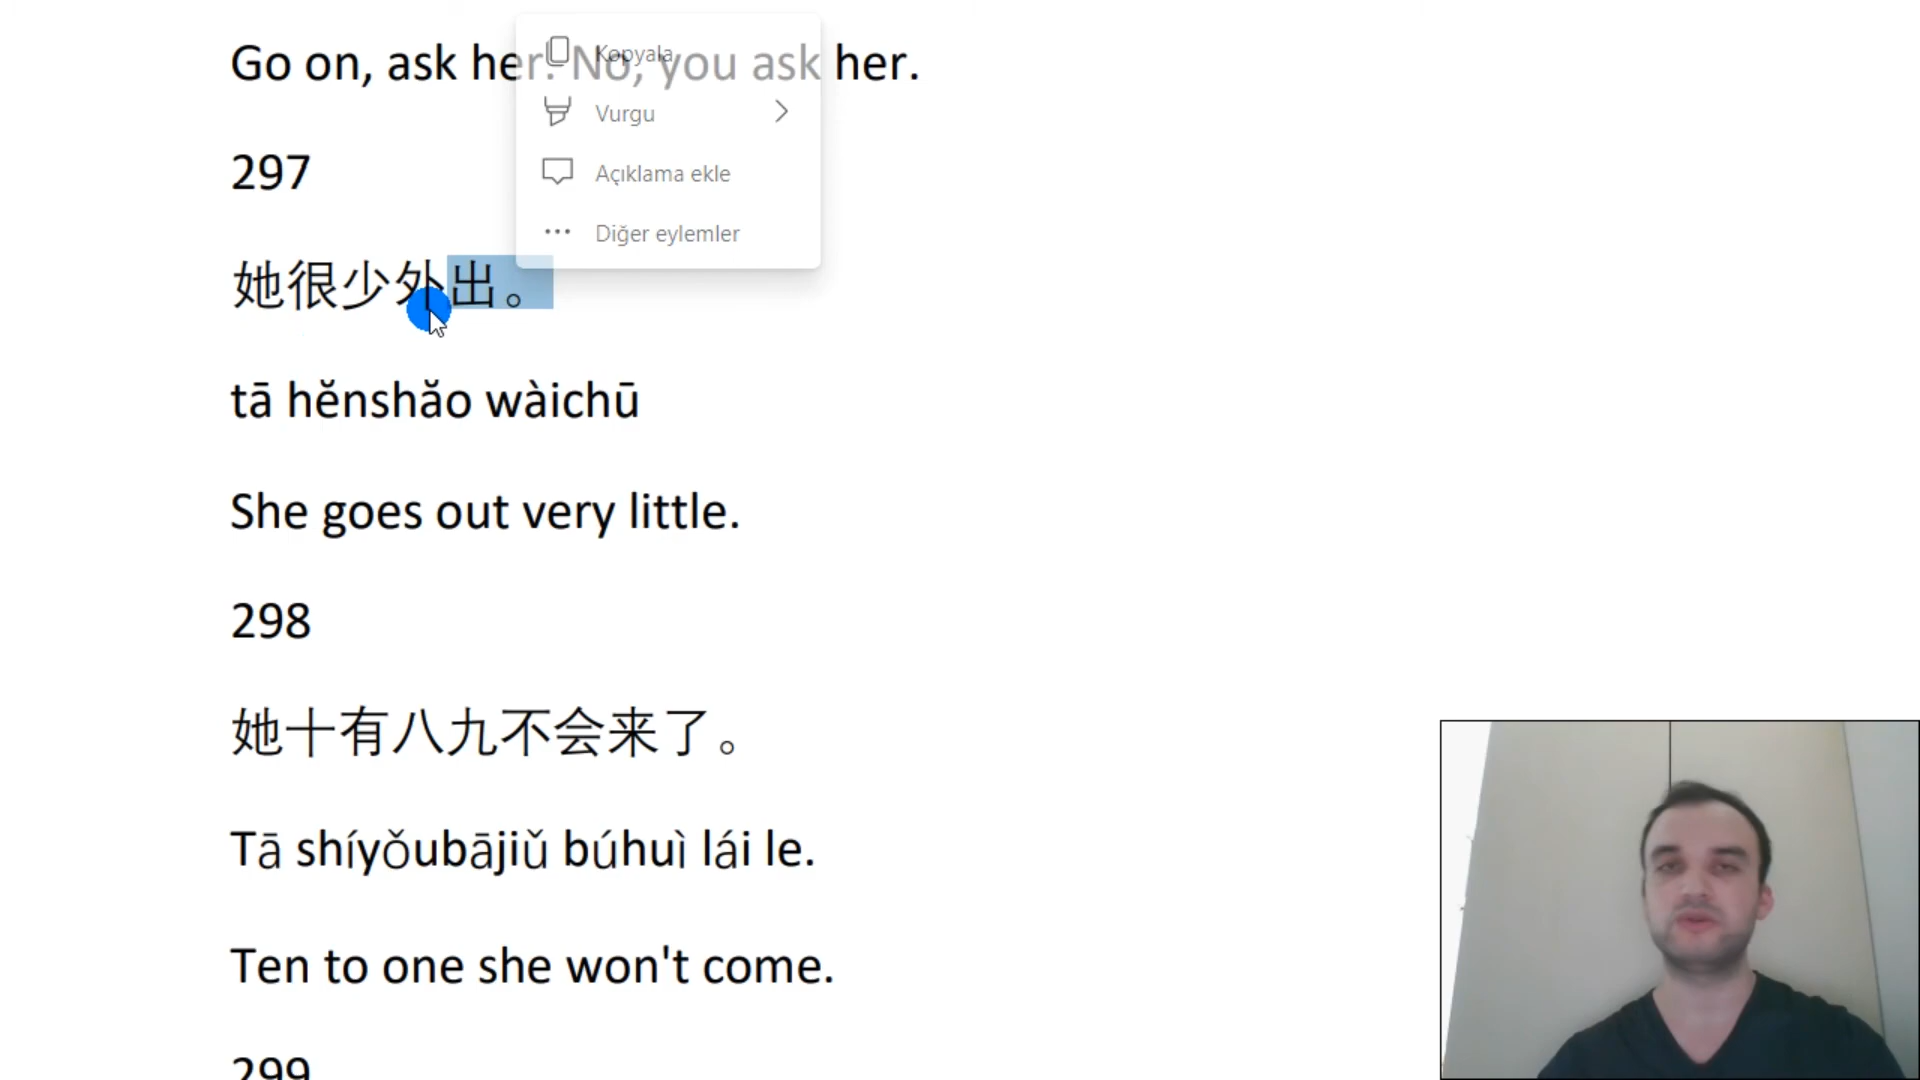 Go on, ask her. No, you ask her.
Kopyala
Vurgu
Açıklama ekle
Diğer eylemler
297
她很少外出。
tā hěnshǎo wàichū
She goes out very little.
298
她十有八九不会来了。
Tā shíyǒubājiǔ búhuì lái le.
Ten to one she won't come.
299